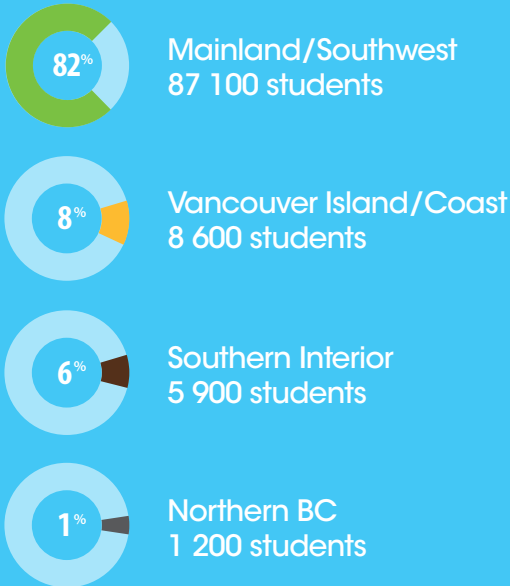 82%
Mainland/Southwest
87 100 students
8%
Vancouver Island/Coast
8 600 students
6%
Southern Interior
5 900 students
1%
Northern BC
1 200 students